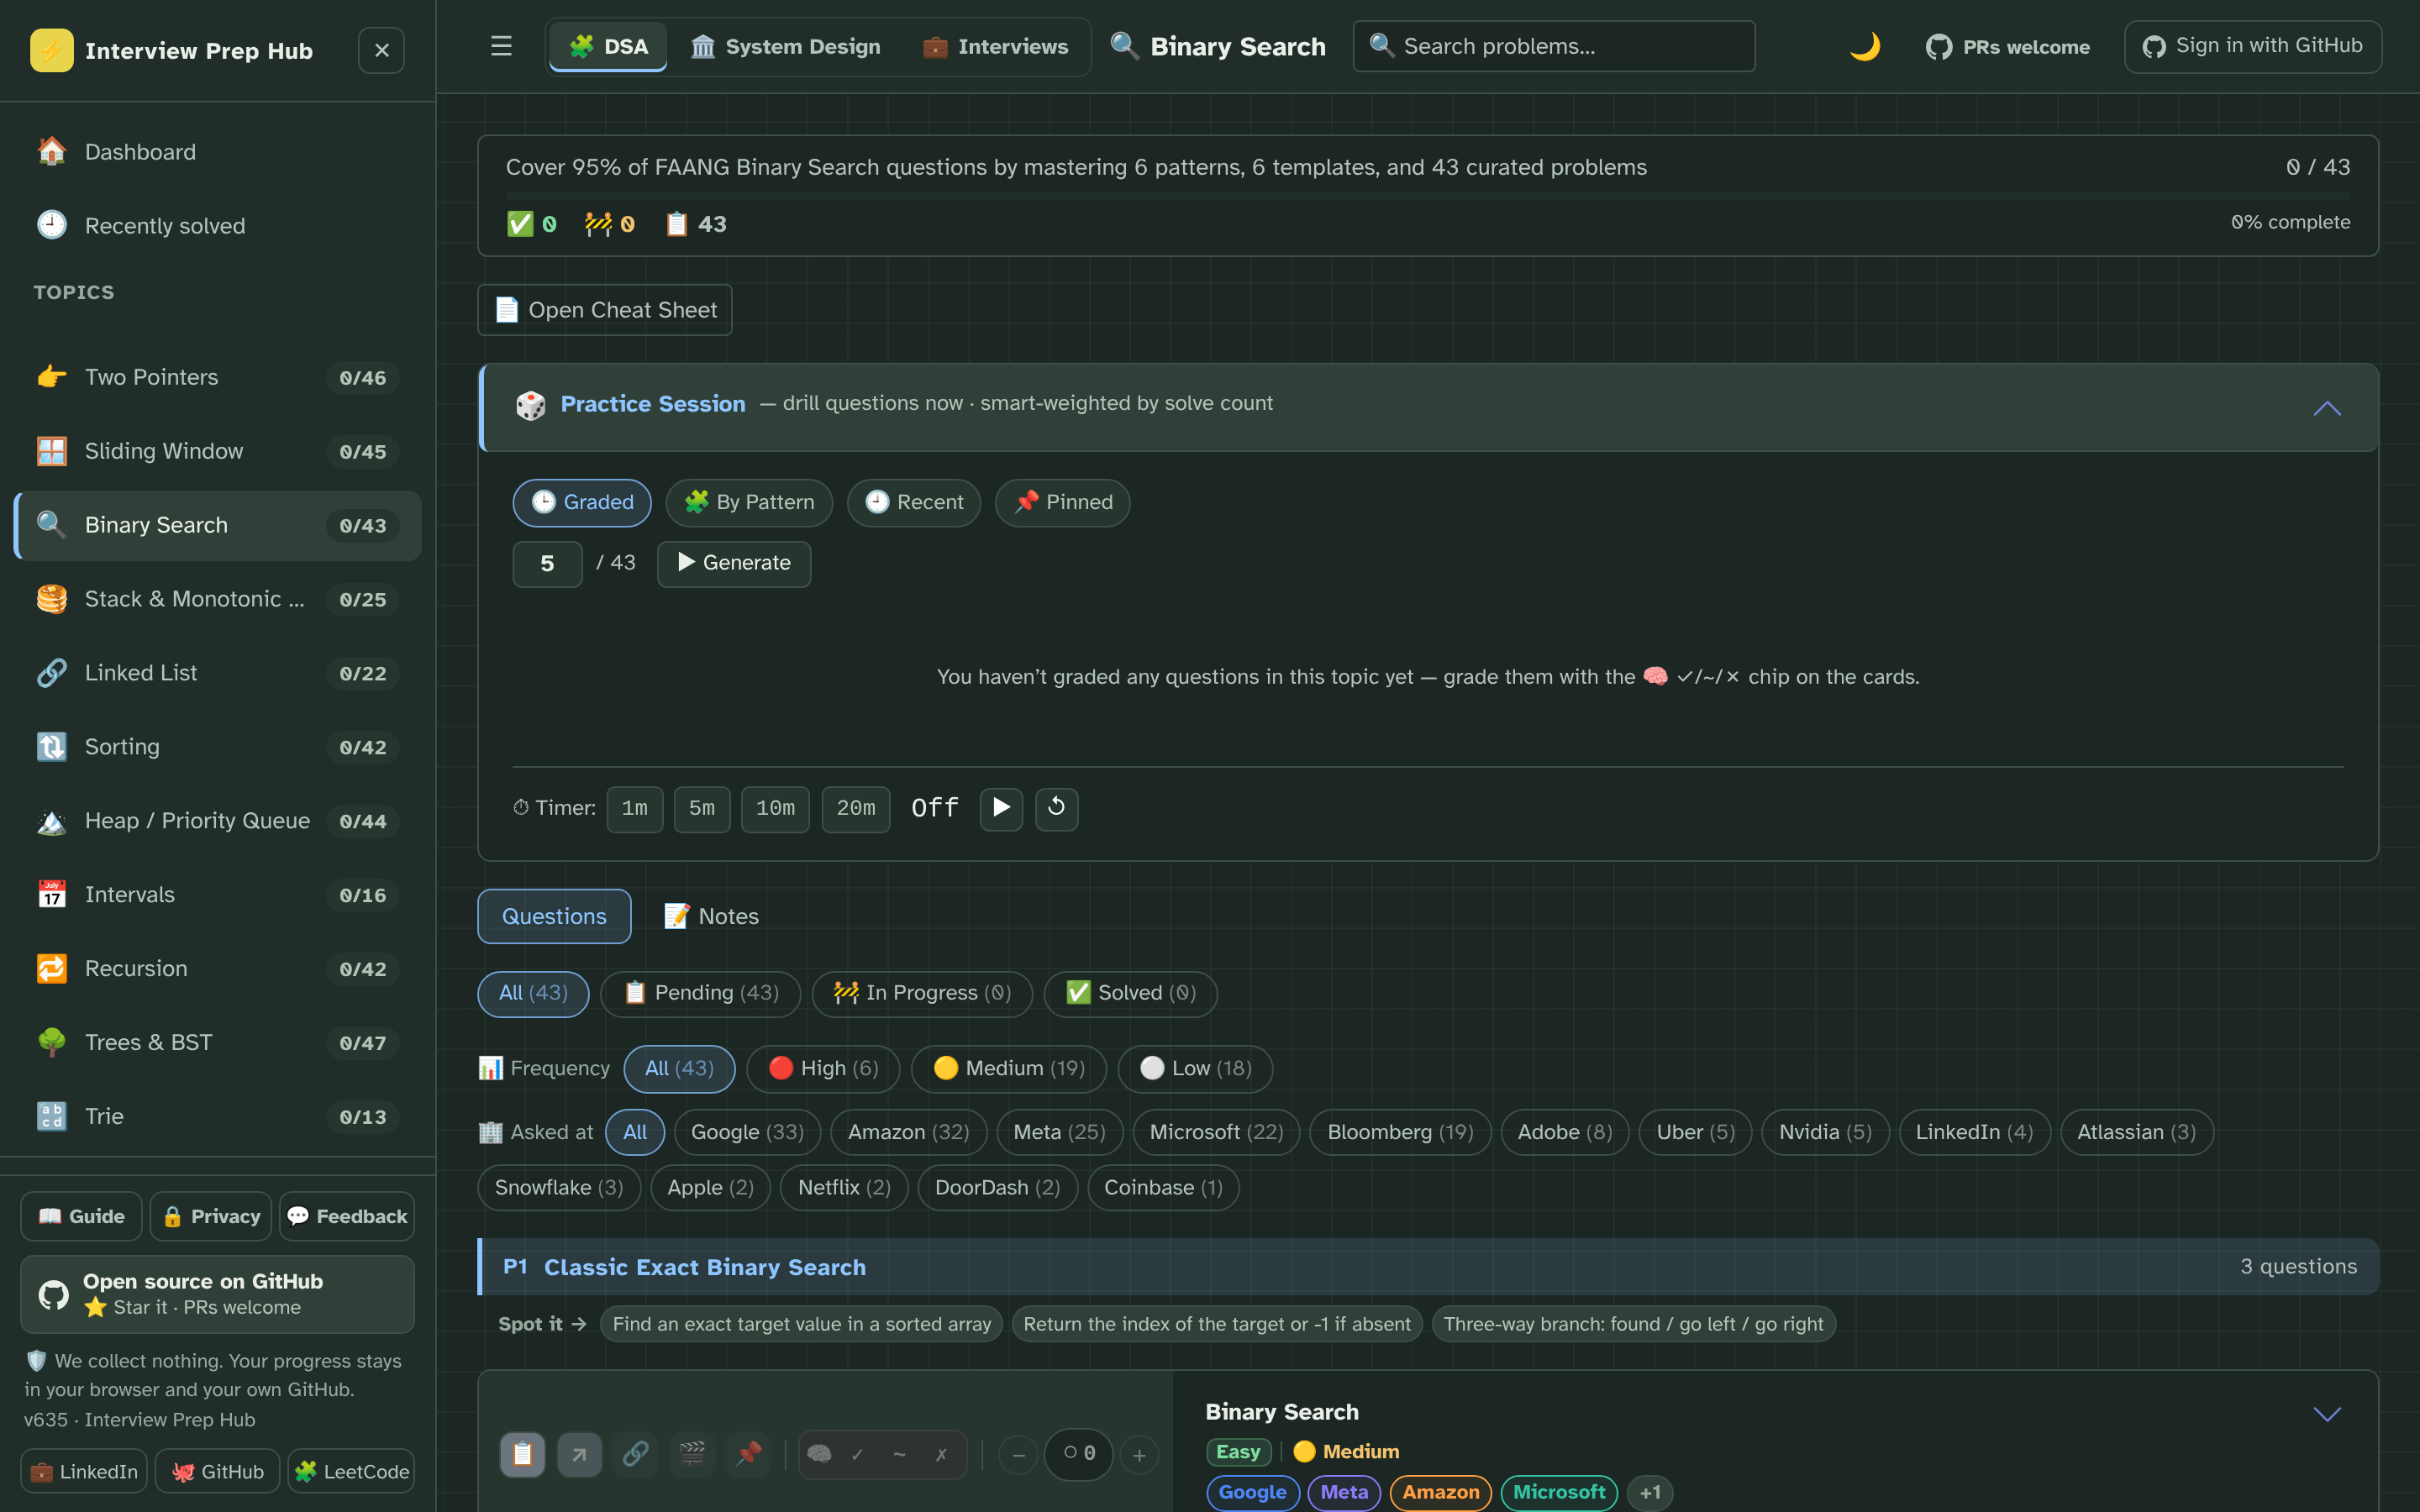 Interview Prep Hub
Dashboard
Recently solved
TOPICS
Two Pointers 0/46
Sliding Window 0/45
Binary Search 0/43
Stack & Monotonic ... 0/25
Linked List 0/22
Sorting 0/42
Heap / Priority Queue 0/44
Intervals 0/16
Recursion 0/42
Trees & BST 0/47
Trie 0/13
Guide Privacy Feedback
Open source on GitHub
Star it · PRs welcome
We collect nothing. Your progress stays
in your browser and your own GitHub.
v635 · Interview Prep Hub
LinkedIn GitHub LeetCode
DSA System Design Interviews Binary Search Search problems... PRs welcome Sign in with GitHub
Cover 95% of FAANG Binary Search questions by mastering 6 patterns, 6 templates, and 43 curated problems 0 / 43
0 0 43 0% complete
Open Cheat Sheet
Practice Session — drill questions now · smart-weighted by solve count
Graded By Pattern Recent Pinned
5 / 43 Generate
You haven’t graded any questions in this topic yet — grade them with the 🧠 ✓/~/✗ chip on the cards.
Timer: 1m 5m 10m 20m Off
Questions Notes
All (43) Pending (43) In Progress (0) Solved (0)
Frequency All (43) High (6) Medium (19) Low (18)
Asked at All Google (33) Amazon (32) Meta (25) Microsoft (22) Bloomberg (19) Adobe (8) Uber (5) Nvidia (5) LinkedIn (4) Atlassian (3)
Snowflake (3) Apple (2) Netflix (2) DoorDash (2) Coinbase (1)
P1 Classic Exact Binary Search 3 questions
Spot it → Find an exact target value in a sorted array Return the index of the target or -1 if absent Three-way branch: found / go left / go right
Binary Search
Easy Medium
✓ ~ ✗ − 0 +
Google Meta Amazon Microsoft +1